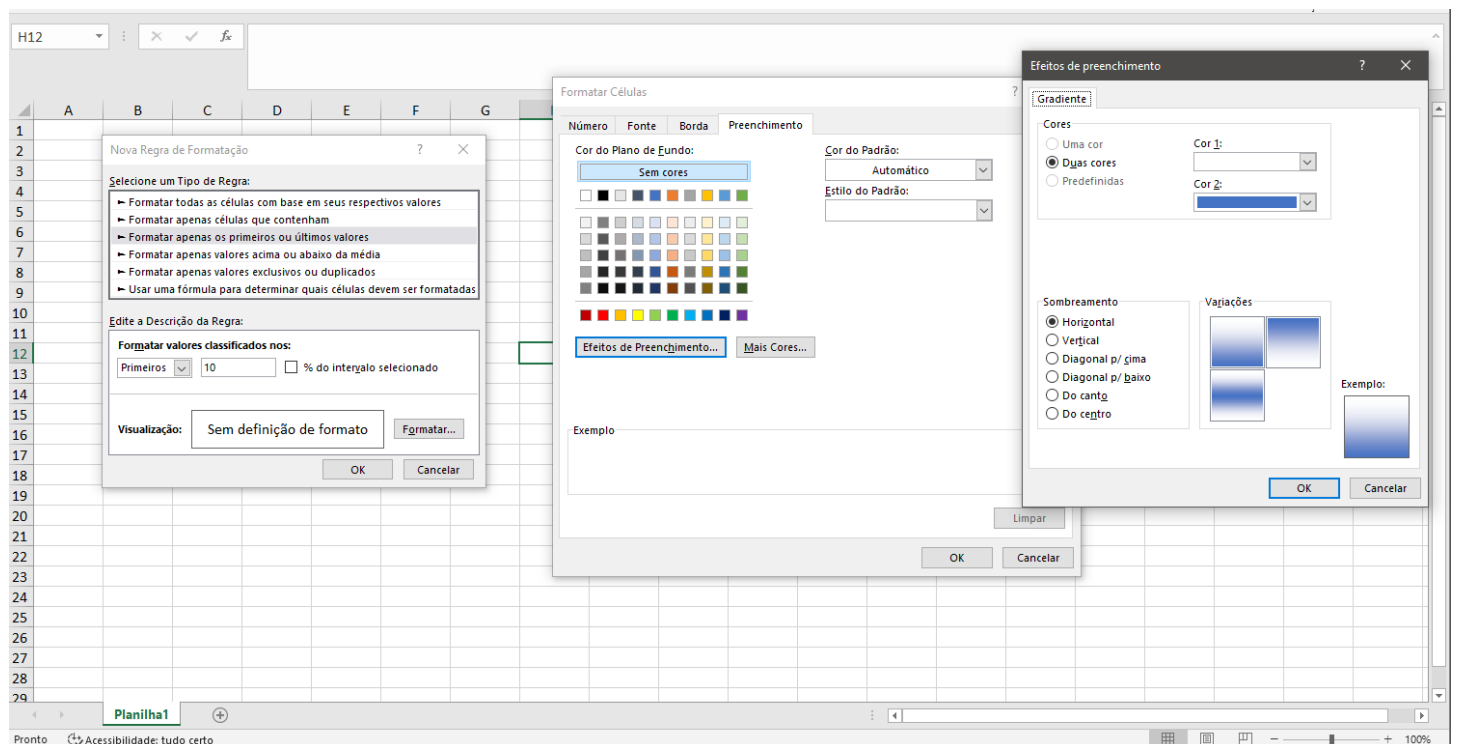 H12
fx
A B C D E F G
1
2
3
4
5
6
7
8
9
10
11
12
13
14
15
16
17
18
19
20
21
22
23
24
25
26
27
28
29
Nova Regra de Formatação ? ×
Selecione um Tipo de Regra:
► Formatar todas as células com base em seus respectivos valores
► Formatar apenas células que contenham
► Formatar apenas os primeiros ou últimos valores
► Formatar apenas valores acima ou abaixo da média
► Formatar apenas valores exclusivos ou duplicados
► Usar uma fórmula para determinar quais células devem ser formatadas
Edite a Descrição da Regra:
Formatar valores classificados nos:
Primeiros 10 % do intervalo selecionado
Visualização: Sem definição de formato Formatar...
OK Cancelar
Formatar Células ?
Número Fonte Borda Preenchimento
Cor do Plano de Fundo:
Sem cores
Cor do Padrão:
Automático
Estilo do Padrão:
Efeitos de Preenchimento... Mais Cores...
Exemplo
Limpar
OK Cancelar
Efeitos de preenchimento ? ×
Gradiente
Cores
Uma cor
Duas cores
Predefinidas
Cor 1:
Cor 2:
Sombreamento
Horizontal
Vertical
Diagonal p/ cima
Diagonal p/ baixo
Do canto
Do centro
Variações
Exemplo:
OK Cancelar
Planilha1
Pronto Acessibilidade: tudo certo
100%